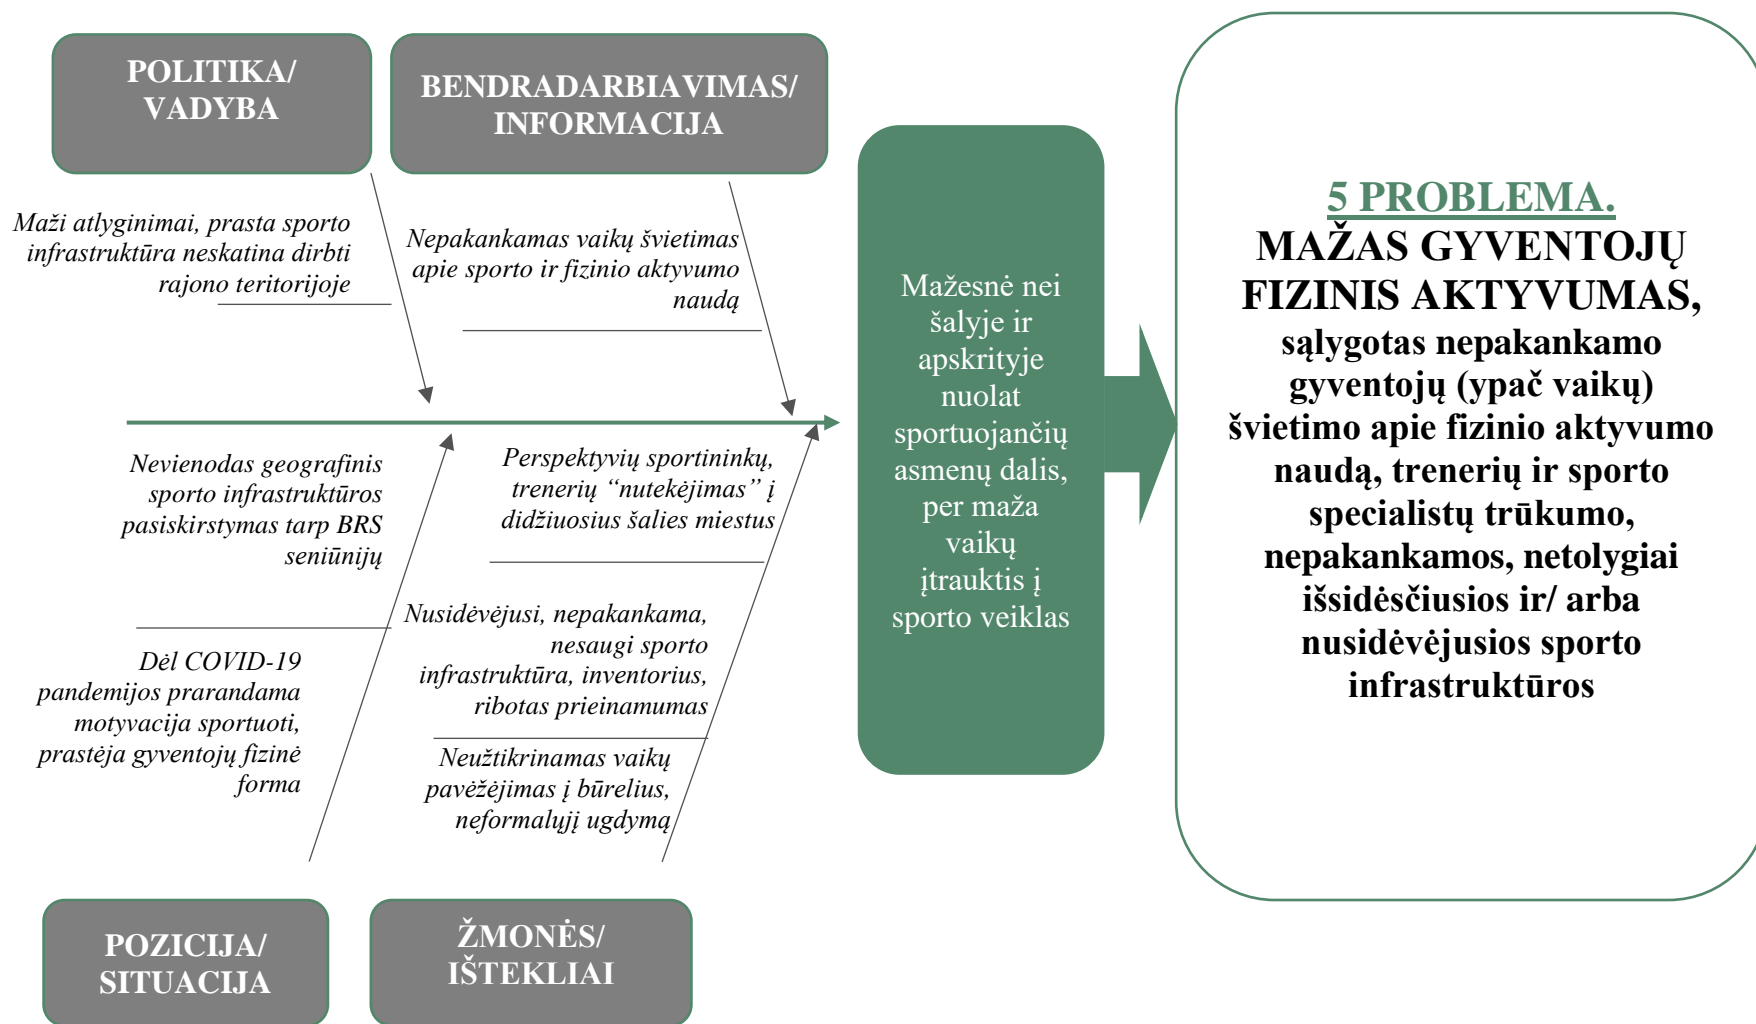 POLITIKA/
VADYBA
BENDRADARBIAVIMAS/
INFORMACIJA
Maži atlyginimai, prasta sporto
infrastruktūra neskatina dirbti
rajono teritorijoje
Nepakankamas vaikų švietimas
apie sporto ir fizinio aktyvumo
naudą
Nevienodas geografinis
sporto infrastruktūros
pasiskirstymas tarp BRS
seniūnijų
Perspektyvių sportininkų,
trenerių “nutekėjimas” į
didžiuosius šalies miestus
Dėl COVID-19
pandemijos prarandama
motyvacija sportuoti,
prastėja gyventojų fizinė
forma
Nusidėvėjusi, nepakankama,
nesaugi sporto
infrastruktūra, inventorius,
ribotas prieinamumas
Neužtikrinamas vaikų
pavėžėjimas į būrelius,
neformalųjį ugdymą
POZICIJA/
SITUACIJA
ŽMONĖS/
IŠTEKLIAI
Mažesnė nei
šalyje ir
apskrityje
nuolat
sportuojančių
asmenų dalis,
per maža
vaikų
įtrauktis į
sporto veiklas
5 PROBLEMA.
MAŽAS GYVENTOJŲ
FIZINIS AKTYVUMAS,
sąlygotas nepakankamo
gyventojų (ypač vaikų)
švietimo apie fizinio aktyvumo
naudą, trenerių ir sporto
specialistų trūkumo,
nepakankamos, netolygiai
išsidėsčiusios ir/ arba
nusidėvėjusios sporto
infrastruktūros